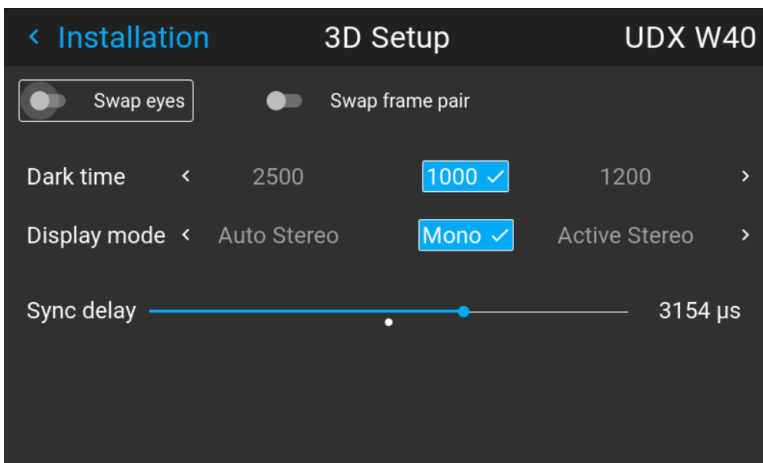 Installation 3D Setup UDX W40
Swap eyes Swap frame pair
Dark time 2500 1000 1200
Display mode Auto Stereo Mono Active Stereo
Sync delay 3154 µs